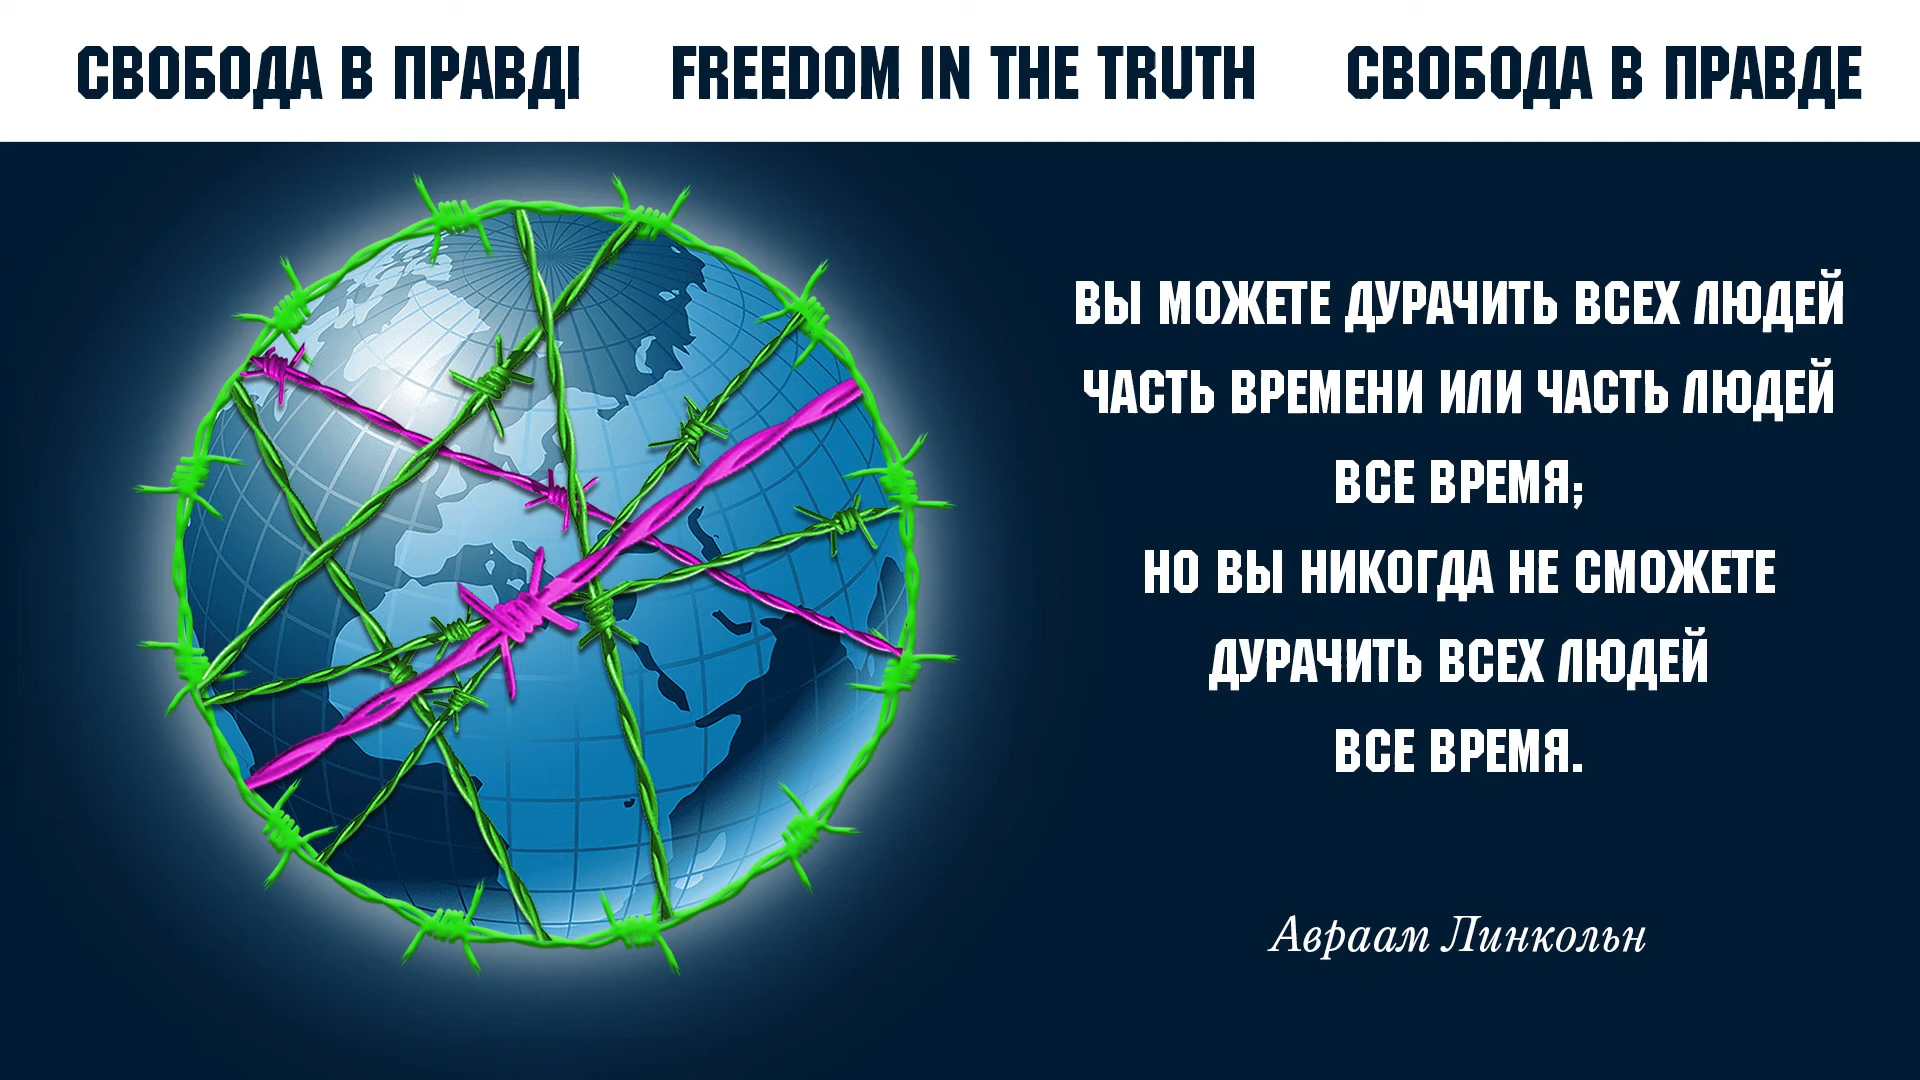 СВОБОДА В ПРАВДІ FREEDOM IN THE TRUTH СВОБОДА В ПРАВДЕ
ВЫ МОЖЕТЕ ДУРАЧИТЬ ВСЕХ ЛЮДЕЙ
ЧАСТЬ ВРЕМЕНИ ИЛИ ЧАСТЬ ЛЮДЕЙ
ВСЕ ВРЕМЯ;
НО ВЫ НИКОГДА НЕ СМОЖЕТЕ
ДУРАЧИТЬ ВСЕХ ЛЮДЕЙ
ВСЕ ВРЕМЯ.
Авраам Линкольн